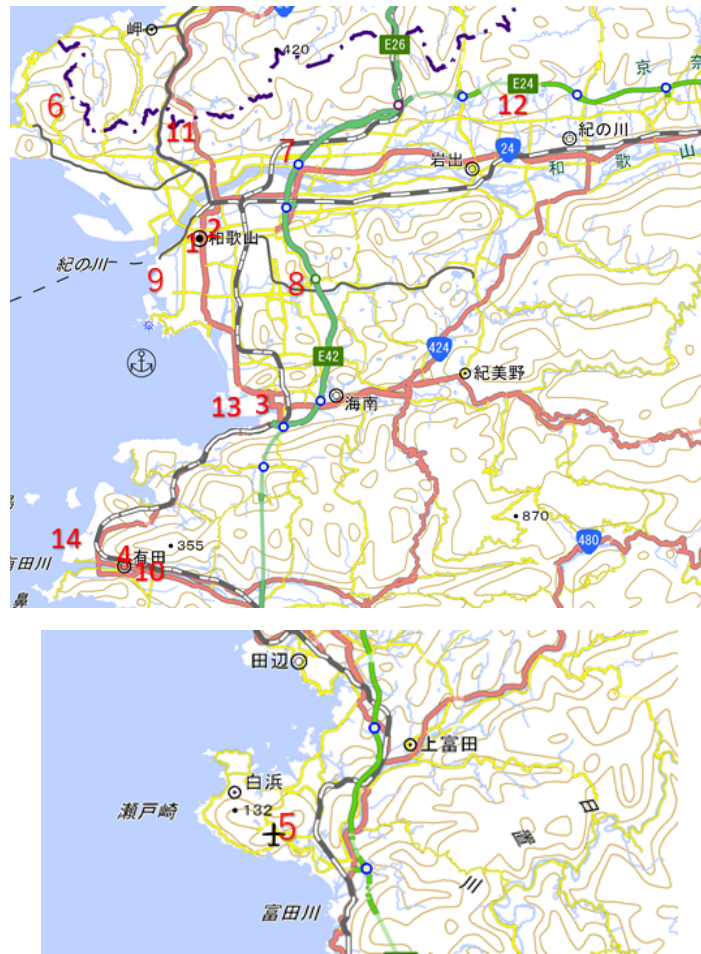 岬
420
E26
6
京 奈
E24
12
11
紀の川
7
24
岩出
和 歌 山
2
1 和歌山
紀の川
9
8
E42
424
紀美野
13 3 海南
870
14
480
355
4 有田
有田川
10
島
鼻
田辺
上富田
白浜
132
瀬戸崎
5
日 置 川
富田川